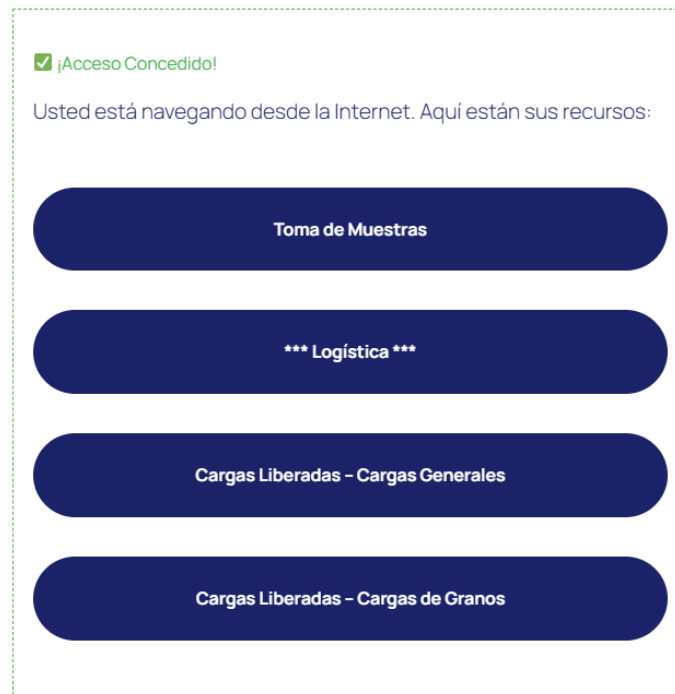 ✅ ¡Acceso Concedido!
Usted está navegando desde la Internet. Aquí están sus recursos:
Toma de Muestras
*** Logística ***
Cargas Liberadas – Cargas Generales
Cargas Liberadas – Cargas de Granos